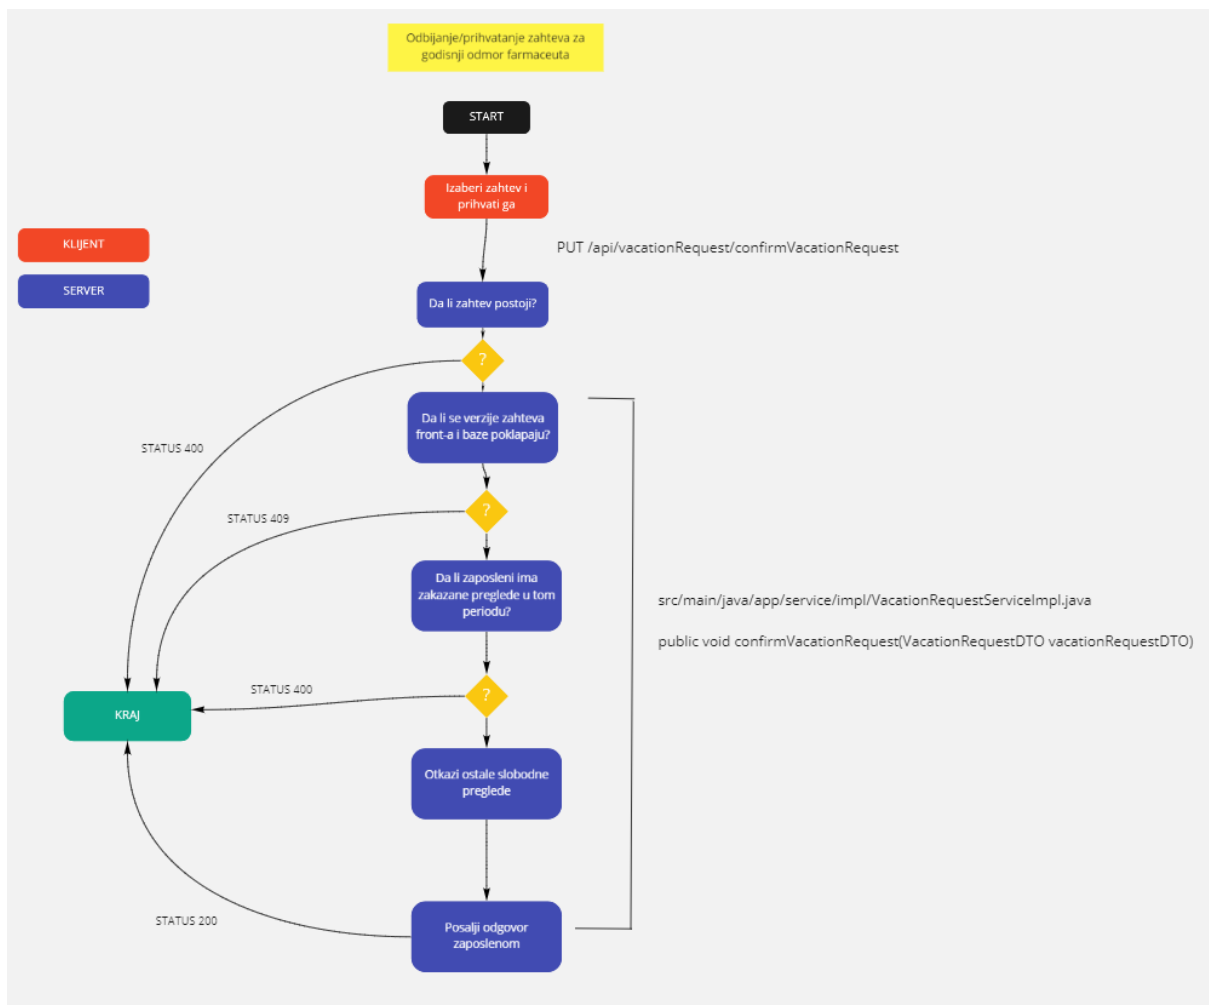 Odbijanje/prihvatanje zahteva za
godisnji odmor farmaceuta
START
Izaberi zahtev i
prihvati ga
KLIJENT
SERVER
PUT /api/vacationRequest/confirmVacationRequest
Da li zahtev postoji?
?
Da li se verzije zahteva
front-a i baze poklapaju?
STATUS 400
?
STATUS 409
Da li zaposleni ima
zakazane preglede u tom
periodu?
src/main/java/app/service/impl/VacationRequestServiceImpl.java
public void confirmVacationRequest(VacationRequestDTO vacationRequestDTO)
?
STATUS 400
KRAJ
Otkazi ostale slobodne
preglede
STATUS 200
Posalji odgovor
zaposlenom